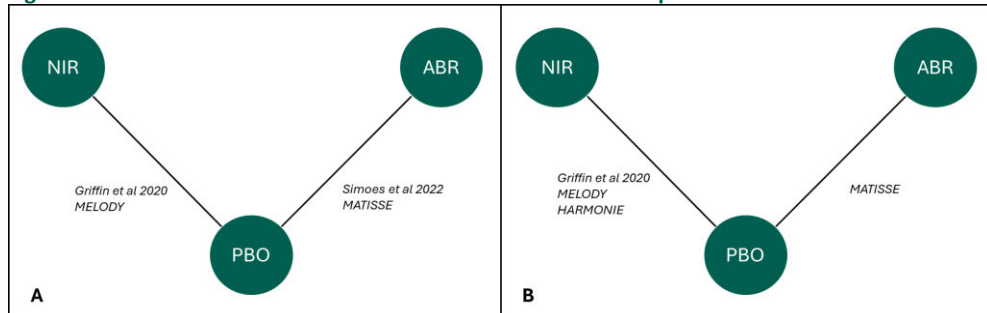 NIR
ABR
Griffin et al 2020
MELODY
Simoes et al 2022
MATISSE
PBO
A
NIR
ABR
Griffin et al 2020
MELODY
HARMONIE
MATISSE
PBO
B